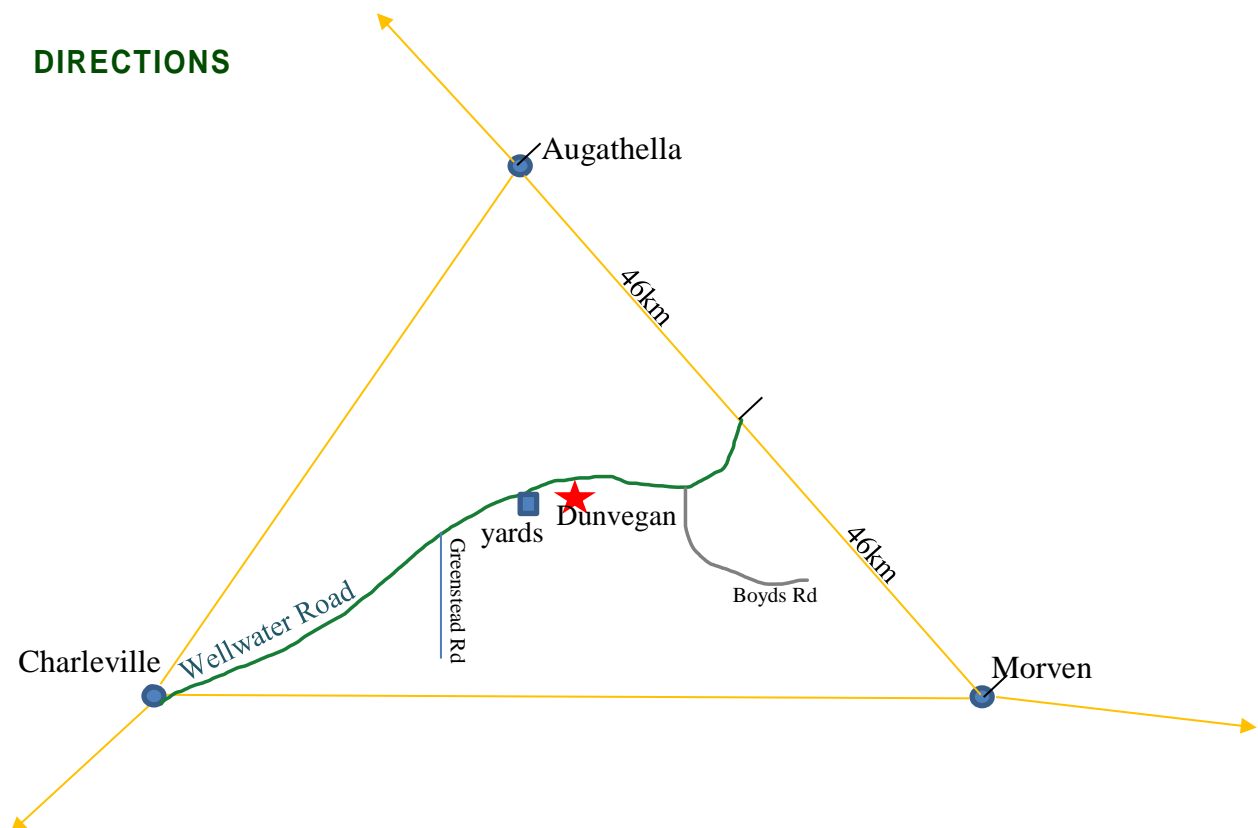 DIRECTIONS
Augathella
46km
46km
Dunvegan
yards
Greenstead Rd
Boyds Rd
Wellwater Road
Charleville
Morven